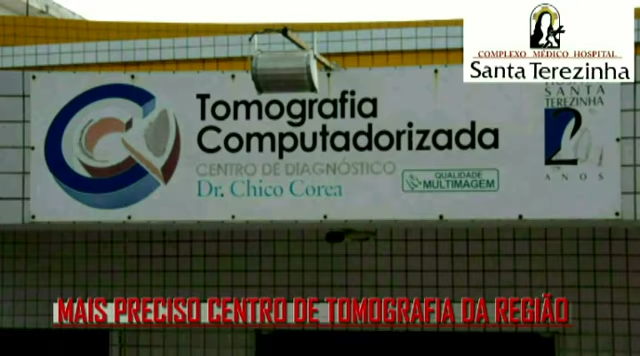 COMPLEXO MÉDICO HOSPITAL
Santa Terezinha
Tomografia
Computadorizada
CENTRO DE DIAGNÓSTICO
Dr. Chico Corea
QUALIDADE
MULTIMAGEM
SANTA
TEREZINHA
20
ANOS
MAIS PRECISO CENTRO DE TOMOGRAFIA DA REGIÃO